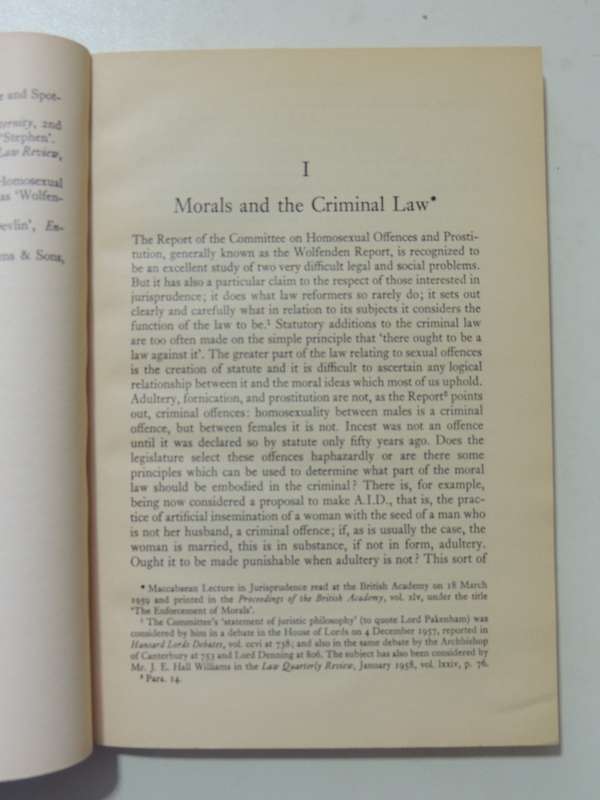 e and Spot-
ternity, 2nd
'Stephen'.
Law Review,
Homosexual
as 'Wolfen-
evlin', En-
ns & Sons,
I
Morals and the Criminal Law*
The Report of the Committee on Homosexual Offences and Prosti-
tution, generally known as the Wolfenden Report, is recognized to
be an excellent study of two very difficult legal and social problems.
But it has also a particular claim to the respect of those interested in
jurisprudence; it does what law reformers so rarely do; it sets out
clearly and carefully what in relation to its subjects it considers the
function of the law to be.¹ Statutory additions to the criminal law
are too often made on the simple principle that 'there ought to be a
law against it'. The greater part of the law relating to sexual offences
is the creation of statute and it is difficult to ascertain any logical
relationship between it and the moral ideas which most of us uphold.
Adultery, fornication, and prostitution are not, as the Report² points
out, criminal offences: homosexuality between males is a criminal
offence, but between females it is not. Incest was not an offence
until it was declared so by statute only fifty years ago. Does the
legislature select these offences haphazardly or are there some
principles which can be used to determine what part of the moral
law should be embodied in the criminal? There is, for example,
being now considered a proposal to make A.I.D., that is, the prac-
tice of artificial insemination of a woman with the seed of a man who
is not her husband, a criminal offence; if, as is usually the case, the
woman is married, this is in substance, if not in form, adultery.
Ought it to be made punishable when adultery is not? This sort of
* Maccabaean Lecture in Jurisprudence read at the British Academy on 18 March
1959 and printed in the Proceedings of the British Academy, vol. xlv, under the title
'The Enforcement of Morals'.
¹ The Committee's 'statement of juristic philosophy' (to quote Lord Pakenham) was
considered by him in a debate in the House of Lords on 4 December 1957, reported in
Hansard Lords Debates, vol. ccvi at 738; and also in the same debate by the Archbishop
of Canterbury at 753 and Lord Denning at 806. The subject has also been considered by
Mr. J. E. Hall Williams in the Law Quarterly Review, January 1958, vol. lxxiv, p. 76.
² Para. 14.